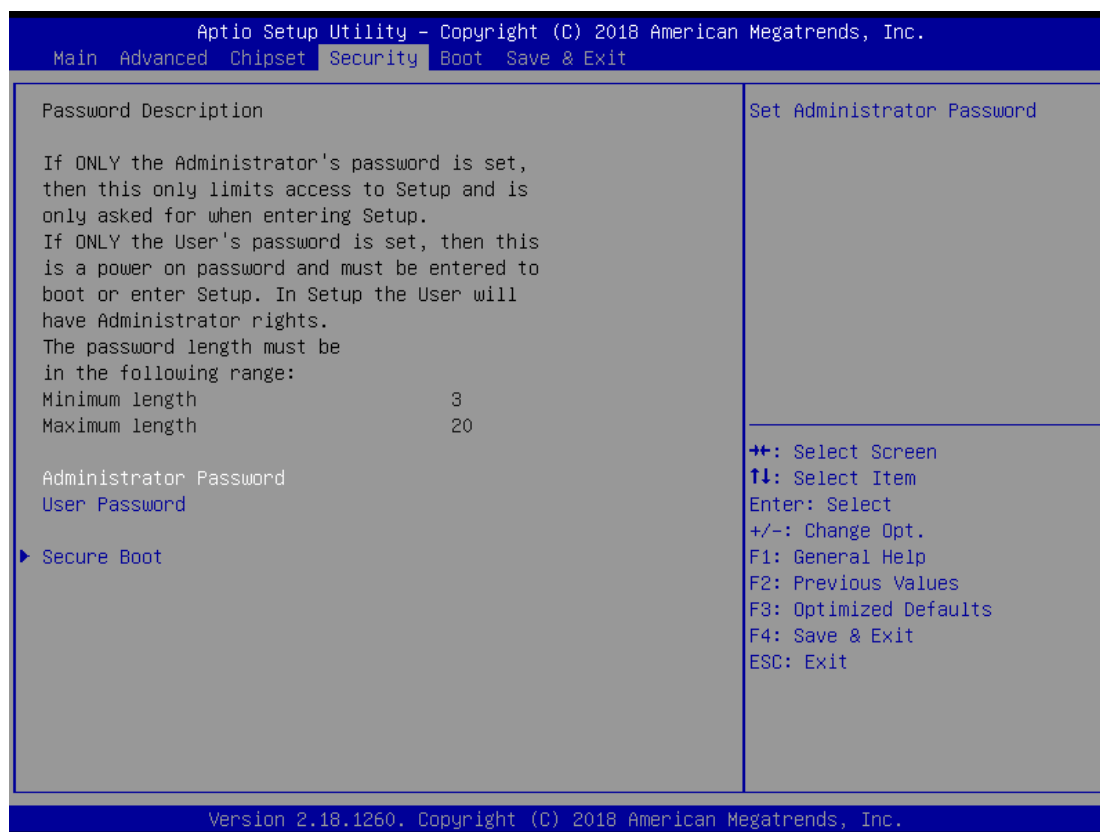 Aptio Setup Utility – Copyright (C) 2018 American Megatrends, Inc.
Main Advanced Chipset Security Boot Save & Exit
Password Description
If ONLY the Administrator's password is set,
then this only limits access to Setup and is
only asked for when entering Setup.
If ONLY the User's password is set, then this
is a power on password and must be entered to
boot or enter Setup. In Setup the User will
have Administrator rights.
The password length must be
in the following range:
Minimum length 3
Maximum length 20
Administrator Password
User Password
Secure Boot
Set Administrator Password
→←: Select Screen
↑↓: Select Item
Enter: Select
+/-: Change Opt.
F1: General Help
F2: Previous Values
F3: Optimized Defaults
F4: Save & Exit
ESC: Exit
Version 2.18.1260. Copyright (C) 2018 American Megatrends, Inc.